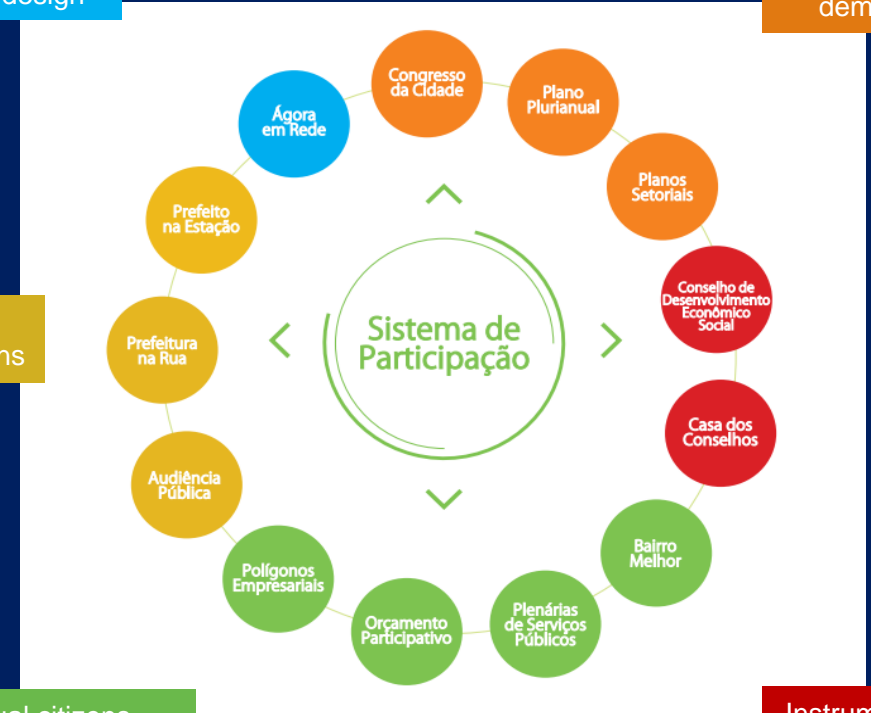 design
dem
Congresso
da Cidade
Plano
Plurianual
Ágora
em Rede
Planos
Setoriais
Prefeito
na Estação
Conselho de
Desenvolvimento
Econômico
Social
Sistema de
Participação
Prefeitura
na Rua
ns
Casa dos
Conselhos
Audiência
Pública
Bairro
Melhor
Polígonos
Empresariais
Plenárias
de Serviços
Públicos
Orçamento
Participativo
ual citizens
Instrum